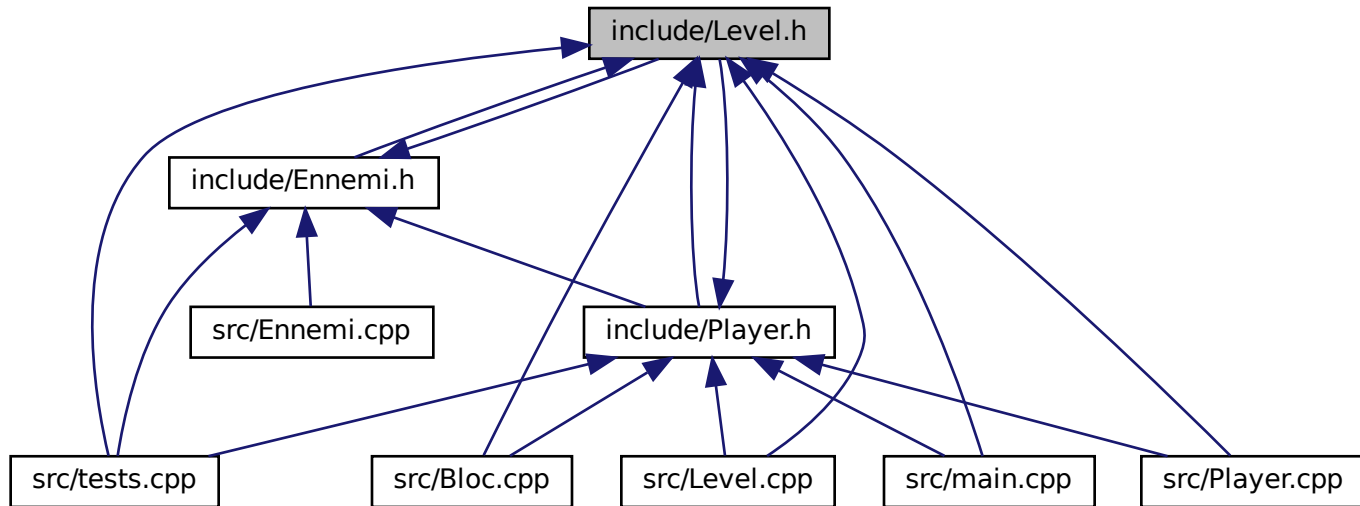 include/Level.h
include/Ennemi.h
src/Ennemi.cpp
include/Player.h
src/tests.cpp
src/Bloc.cpp
src/Level.cpp
src/main.cpp
src/Player.cpp